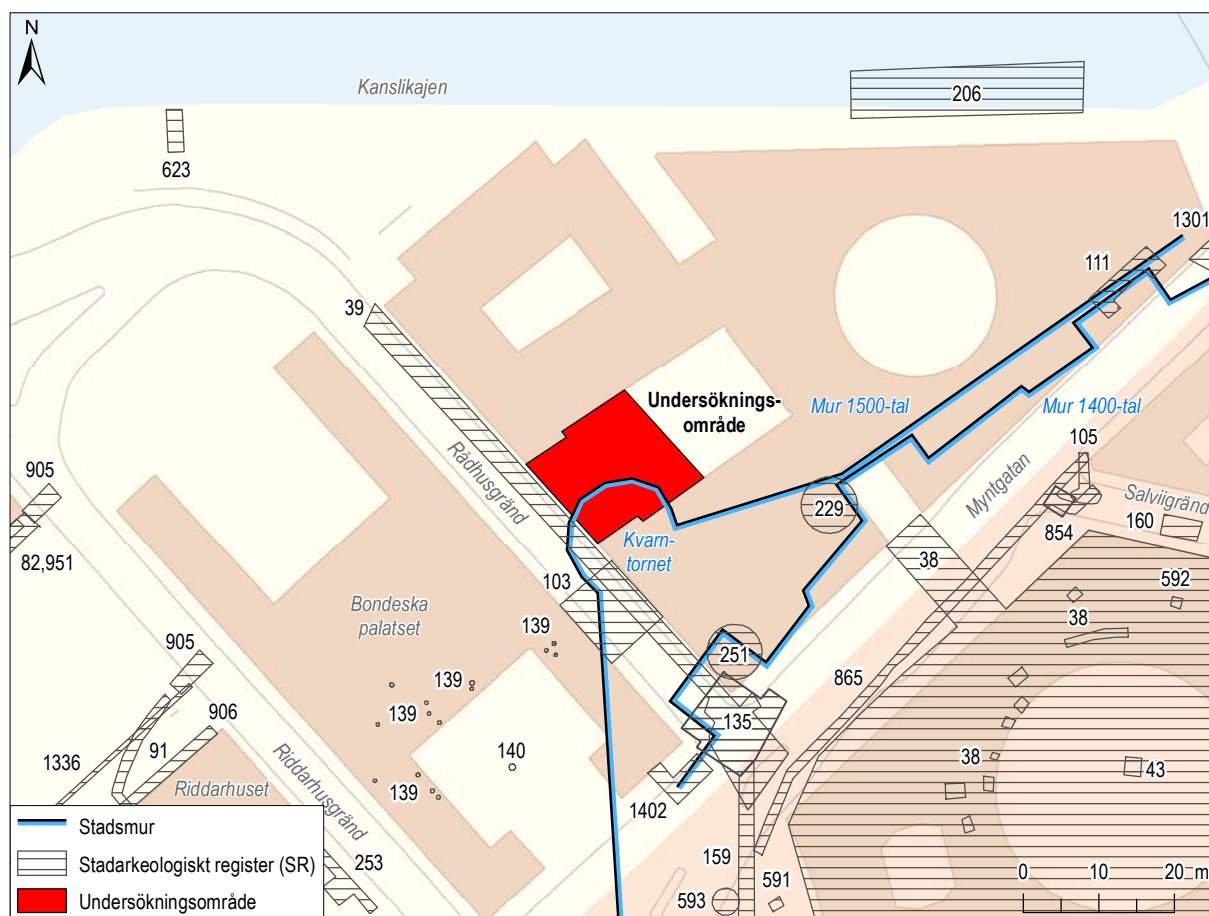 N
Kanslikajen
206
623
1301
111
39
Undersöknings-
område
Mur 1500-tal
Mur 1400-tal
Rådhusgränd
Myntgatan
105
Salviigränd
905
229
854
160
82,951
Kvarn-
tornet
38
592
103
Bondeska
palatset
139
38
905
251
139
865
906
139
135
1336
91
140
38
43
Riddarhuset
Riddarhusgränd
139
1402
Stadsmur
Stadarkeologiskt register (SR)
253
159
0 10 20 m
Undersökningsområde
593
591